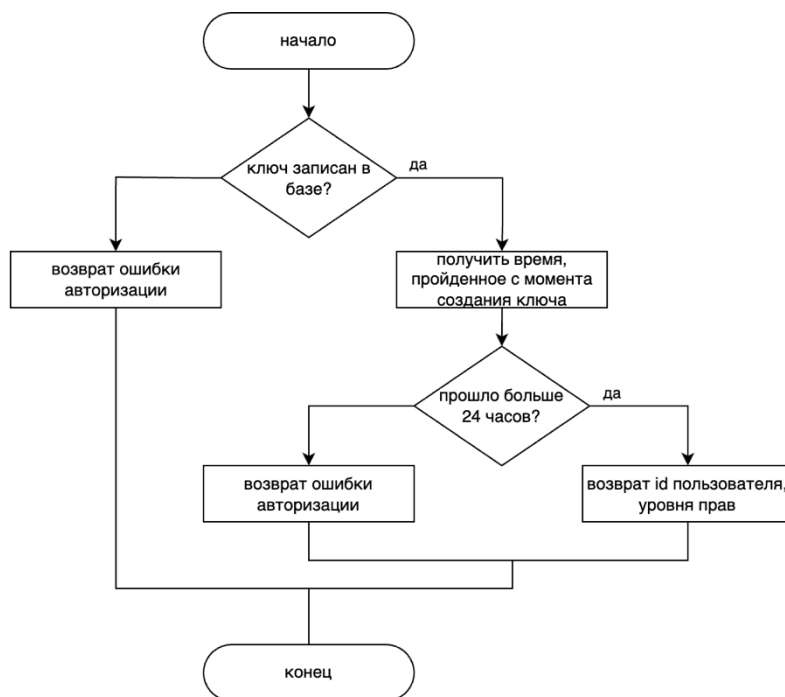 начало
ключ записан в
базе?
да
возврат ошибки
авторизации
получить время,
пройденное с момента
создания ключа
прошло больше
24 часов?
да
возврат ошибки
авторизации
возврат id пользователя,
уровня прав
конец